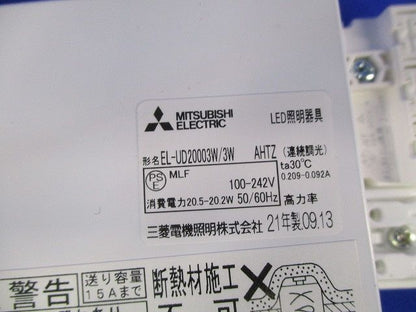 MITSUBISHI
ELECTRIC
LED照明器具
形名 EL-UD20003W/3W AHTZ (連続調光)
PSE MLF
ta30℃
100-242V
0.209-0.092A
消費電力20.5-20.2W 50/60Hz
高力率
三菱電機照明株式会社 21年製09.13
警告
送り容量
15Aまで
断熱材施工
不可